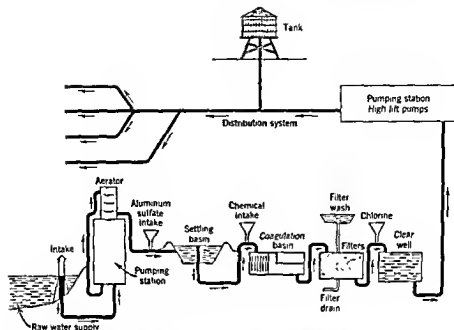 Tank
Pumping station
High lift pumps
Distribution system
Aerator
Aluminum
sulfate intake
Settling
basin
Chemical
intake
Coagulation
basin
Filter
wash
Filters
Chlorine
Clear
well
Intake
Pumping
station
Filter
drain
Raw water supply